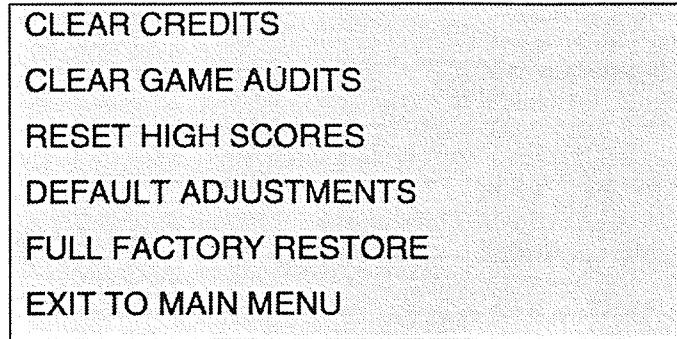 CLEAR CREDITS
CLEAR GAME AUDITS
RESET HIGH SCORES
DEFAULT ADJUSTMENTS
FULL FACTORY RESTORE
EXIT TO MAIN MENU